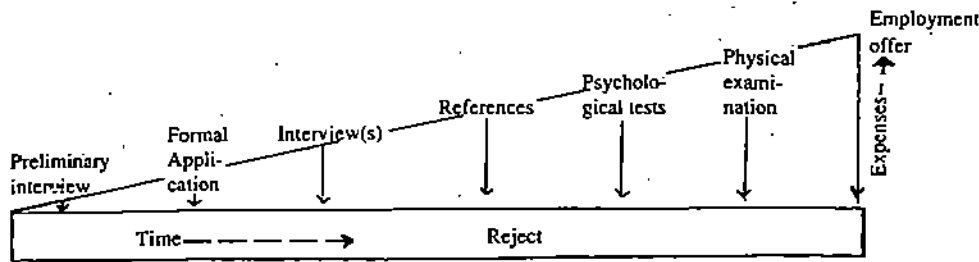 Employment
offer
Physical
exami-
nation
Psycholo-
gical tests
References
Interview(s)
Formal
Appli-
cation
Preliminary
interview
Expenses
Time
Reject